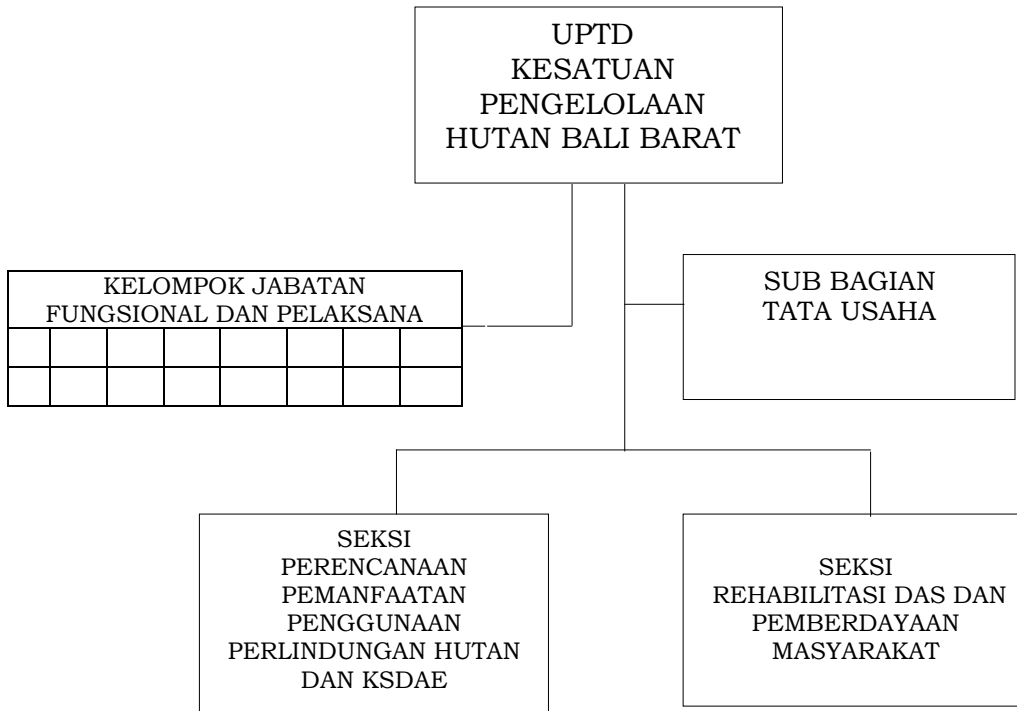 UPTD
KESATUAN
PENGELOLAAN
HUTAN BALI BARAT
KELOMPOK JABATAN
FUNGSIONAL DAN PELAKSANA
SUB BAGIAN
TATA USAHA
SEKSI
PERENCANAAN
PEMANFAATAN
PENGGUNAAN
PERLINDUNGAN HUTAN
DAN KSDAE
SEKSI
REHABILITASI DAS DAN
PEMBERDAYAAN
MASYARAKAT